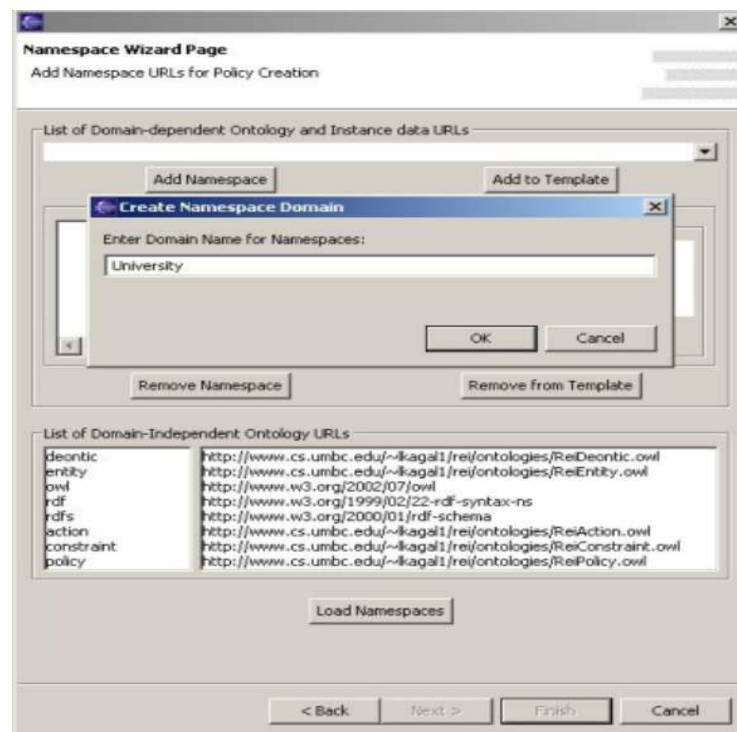 Namespace Wizard Page
Add Namespace URLs for Policy Creation
List of Domain-dependent Ontology and Instance data URLs
Add Namespace Add to Template
Create Namespace Domain
Enter Domain Name for Namespaces:
University
OK Cancel
Remove Namespace Remove from Template
List of Domain-Independent Ontology URLs
deontic http://www.cs.umbc.edu/~lkagal1/rei/ontologies/ReiDeontic.owl
entity http://www.cs.umbc.edu/~lkagal1/rei/ontologies/ReiEntity.owl
owl http://www.w3.org/2002/07/owl
rdf http://www.w3.org/1999/02/22-rdf-syntax-ns
rdfs http://www.w3.org/2000/01/rdf-schema
action http://www.cs.umbc.edu/~lkagal1/rei/ontologies/ReiAction.owl
constraint http://www.cs.umbc.edu/~lkagal1/rei/ontologies/ReiConstraint.owl
policy http://www.cs.umbc.edu/~lkagal1/rei/ontologies/ReiPolicy.owl
Load Namespaces
< Back Next > Finish Cancel